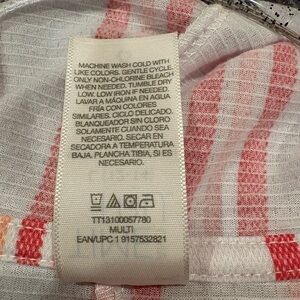 MACHINE WASH COLD WITH
LIKE COLORS. GENTLE CYCLE.
ONLY NON-CHLORINE BLEACH
WHEN NEEDED. TUMBLE DRY
LOW. LOW IRON IF NEEDED.
LAVAR A MÁQUINA EN AGUA
FRÍA CON COLORES
SIMILARES. CICLO DELICADO.
BLANQUEADOR SIN CLORO
SOLAMENTE CUANDO SEA
NECESARIO. SECAR EN
SECADORA A TEMPERATURA
BAJA, PLANCHA TIBIA, SI ES
NECESARIO.
TT13100057780
MULTI
EAN/UPC 1 9157532821